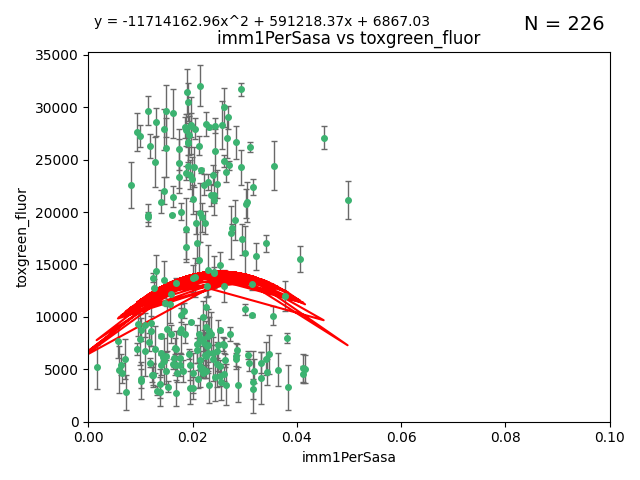 y = -11714162.96x^2 + 591218.37x + 6867.03
N = 226
imm1PerSasa vs toxgreen_fluor
35000
30000
25000
20000
15000
10000
5000
0
toxgreen_fluor
0.00
0.02
0.04
0.06
0.08
0.10
imm1PerSasa